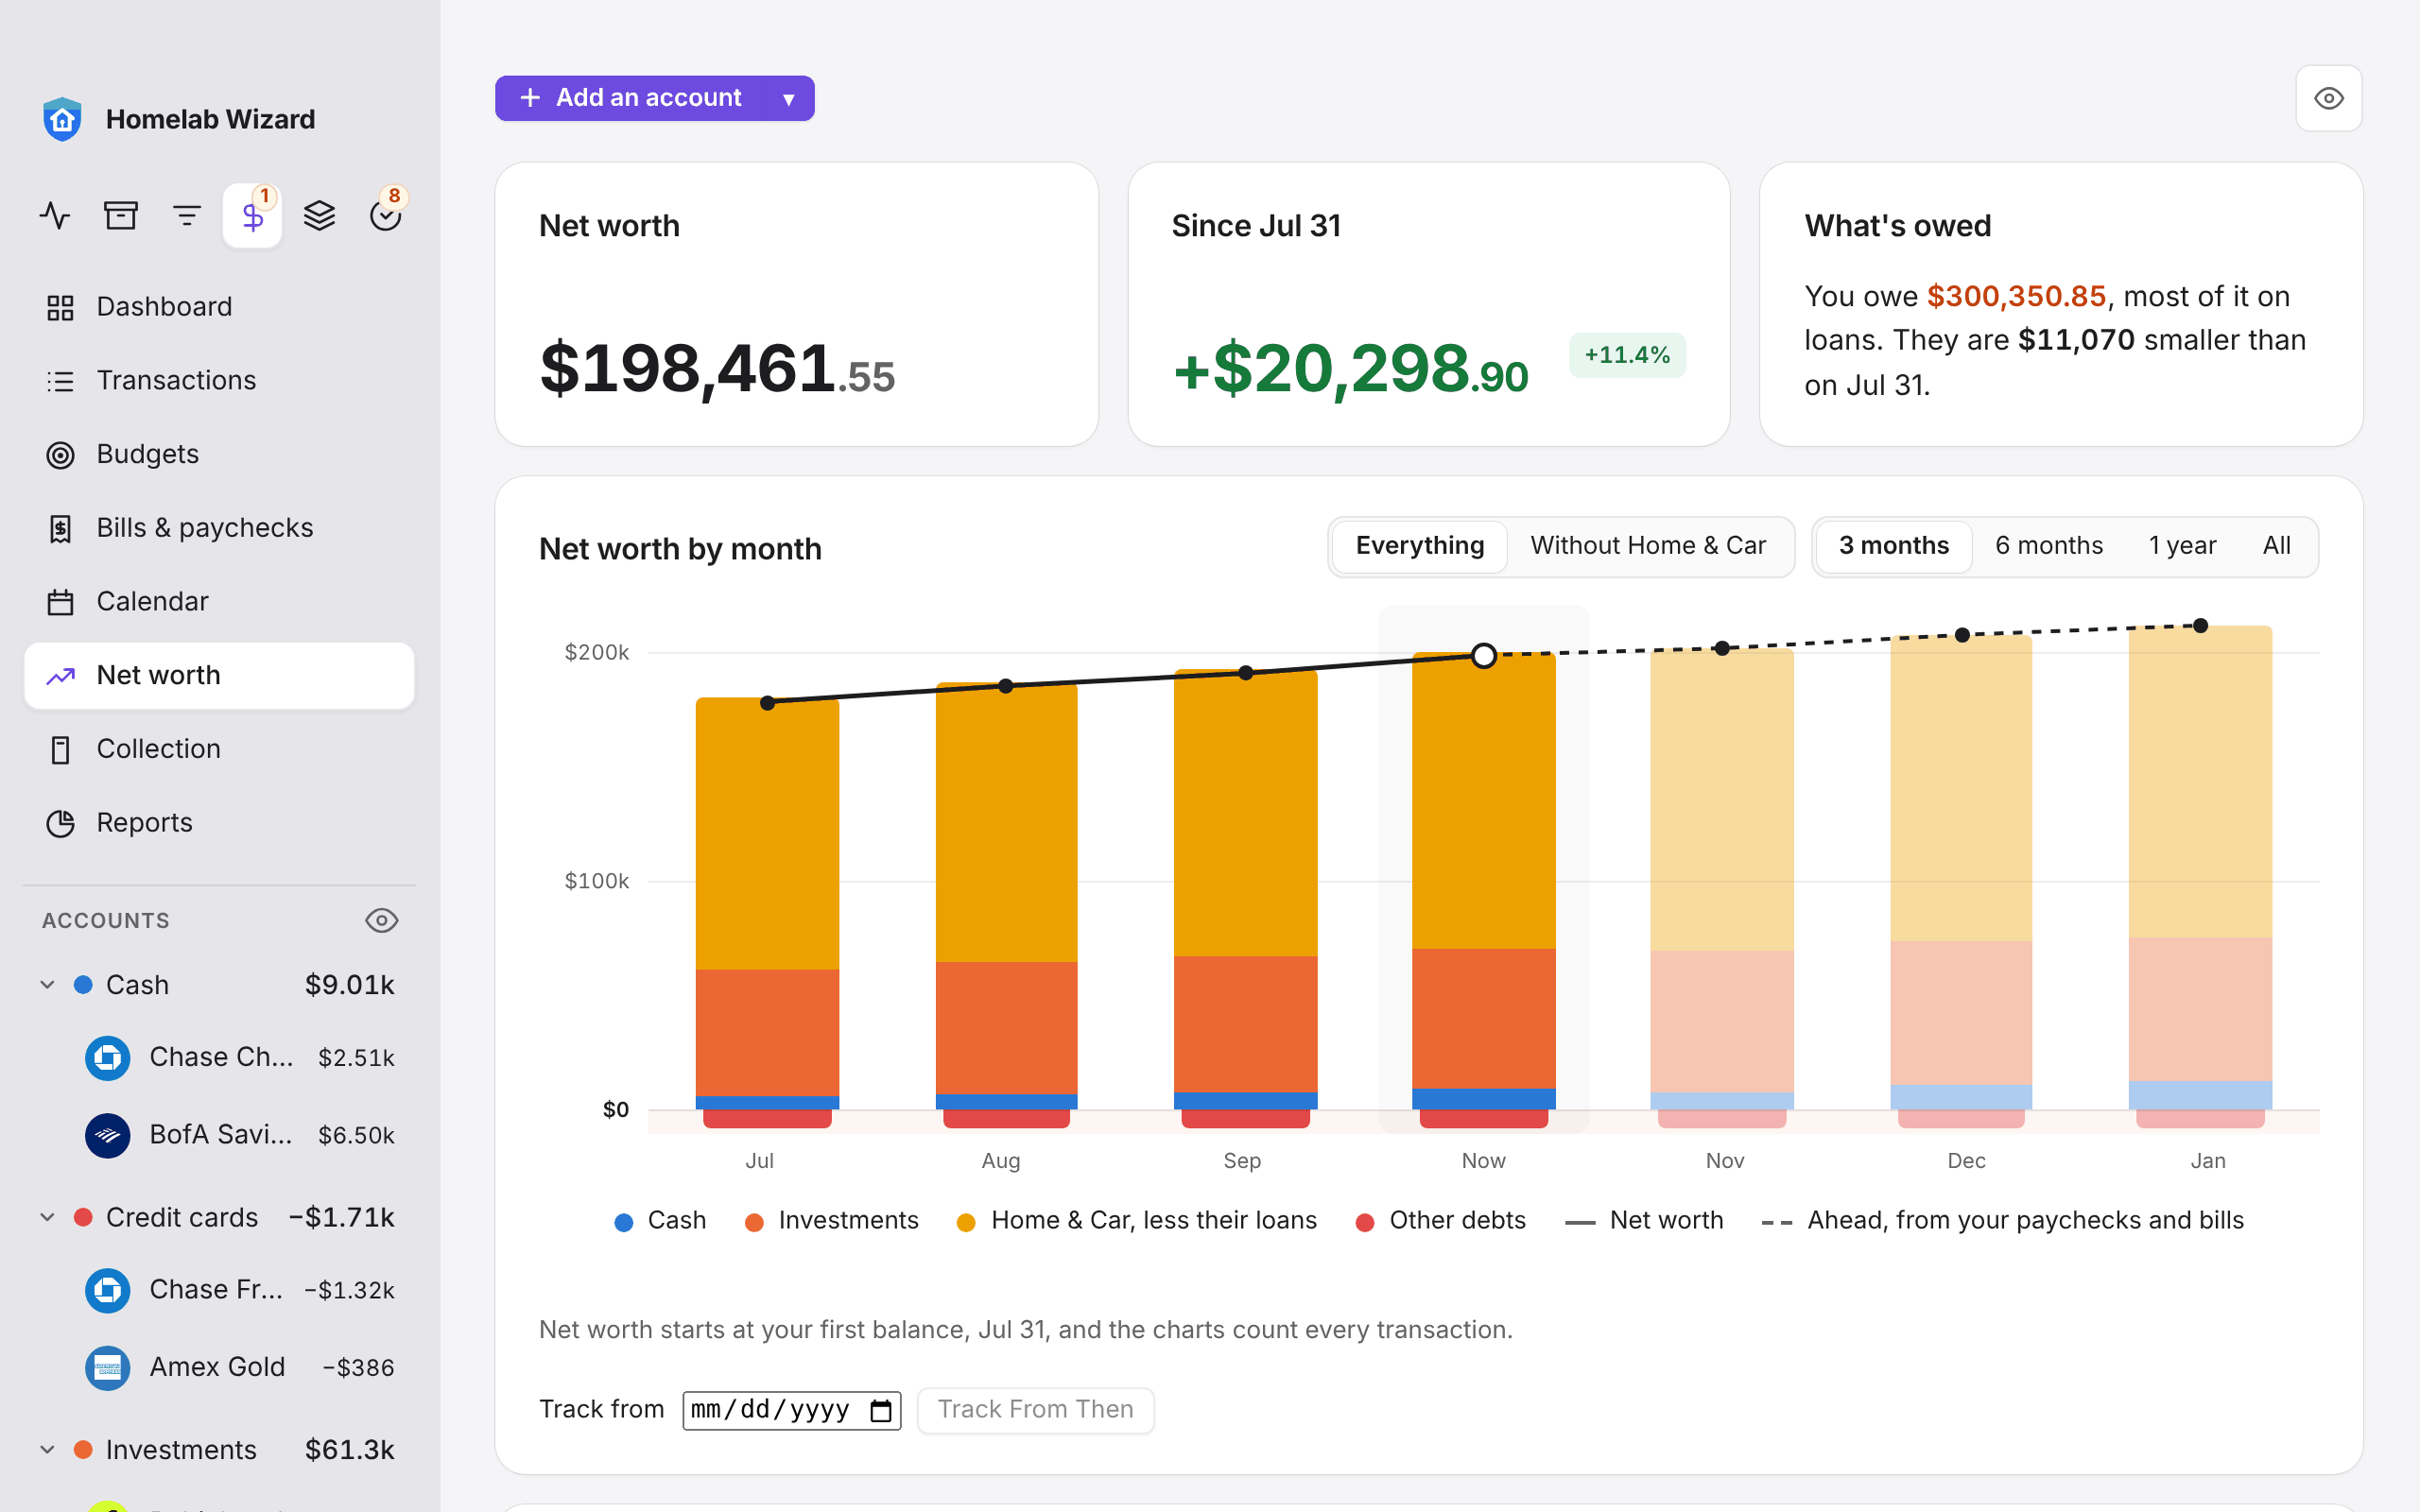 Homelab Wizard
1
8
Dashboard
Transactions
Budgets
Bills & paychecks
Calendar
Net worth
Collection
Reports
ACCOUNTS
Cash $9.01k
Chase Ch... $2.51k
BofA Savi... $6.50k
Credit cards −$1.71k
Chase Fr... −$1.32k
Amex Gold −$386
Investments $61.3k
+ Add an account ▼
Net worth
$198,461.55
Since Jul 31
+$20,298.90 +11.4%
What's owed
You owe $300,350.85, most of it on
loans. They are $11,070 smaller than
on Jul 31.
Net worth by month
Everything Without Home & Car
3 months 6 months 1 year All
$200k
$100k
$0
Jul Aug Sep Now Nov Dec Jan
Cash Investments Home & Car, less their loans Other debts Net worth Ahead, from your paychecks and bills
Net worth starts at your first balance, Jul 31, and the charts count every transaction.
Track from mm/dd/yyyy Track From Then